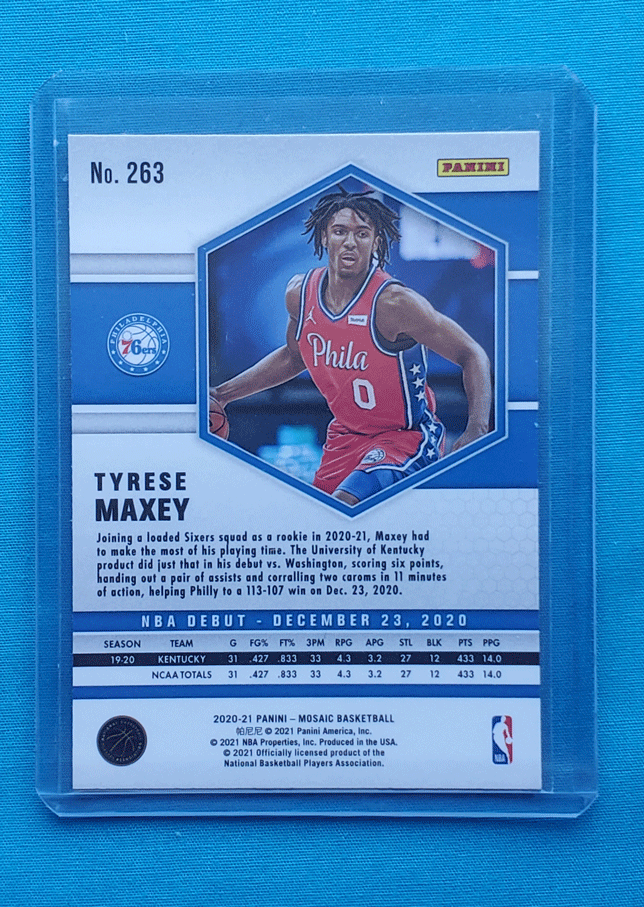 No. 263
PANINI
PHILADELPHIA
76ers
Phila
0
TYRESE
MAXEY
Joining a loaded Sixers squad as a rookie in 2020-21, Maxey had
to make the most of his playing time. The University of Kentucky
product did just that in his debut vs. Washington, scoring six points,
handing out a pair of assists and corralling two caroms in 11 minutes
of action, helping Philly to a 113-107 win on Dec. 23, 2020.
NBA DEBUT - DECEMBER 23, 2020
SEASON TEAM G FG% FT% 3PM RPG APG STL BLK PTS PPG
19-20 KENTUCKY 31 .427 .833 33 4.3 3.2 27 12 433 14.0
NCAA TOTALS 31 .427 .833 33 4.3 3.2 27 12 433 14.0
2020-21 PANINI – MOSAIC BASKETBALL
帕尼尼 © 2021 Panini America, Inc.
© 2021 NBA Properties, Inc. Produced in the USA.
© 2021 Officially licensed product of the
National Basketball Players Association.
NBA